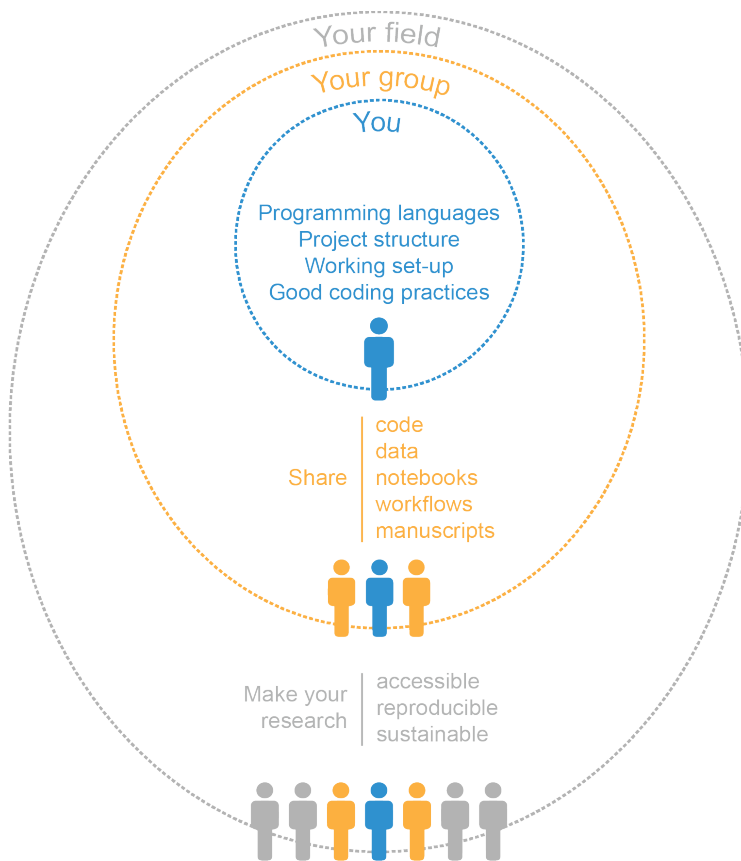 Your field
Your group
You
Programming languages
Project structure
Working set-up
Good coding practices
Share
code
data
notebooks
workflows
manuscripts
Make your
research
accessible
reproducible
sustainable